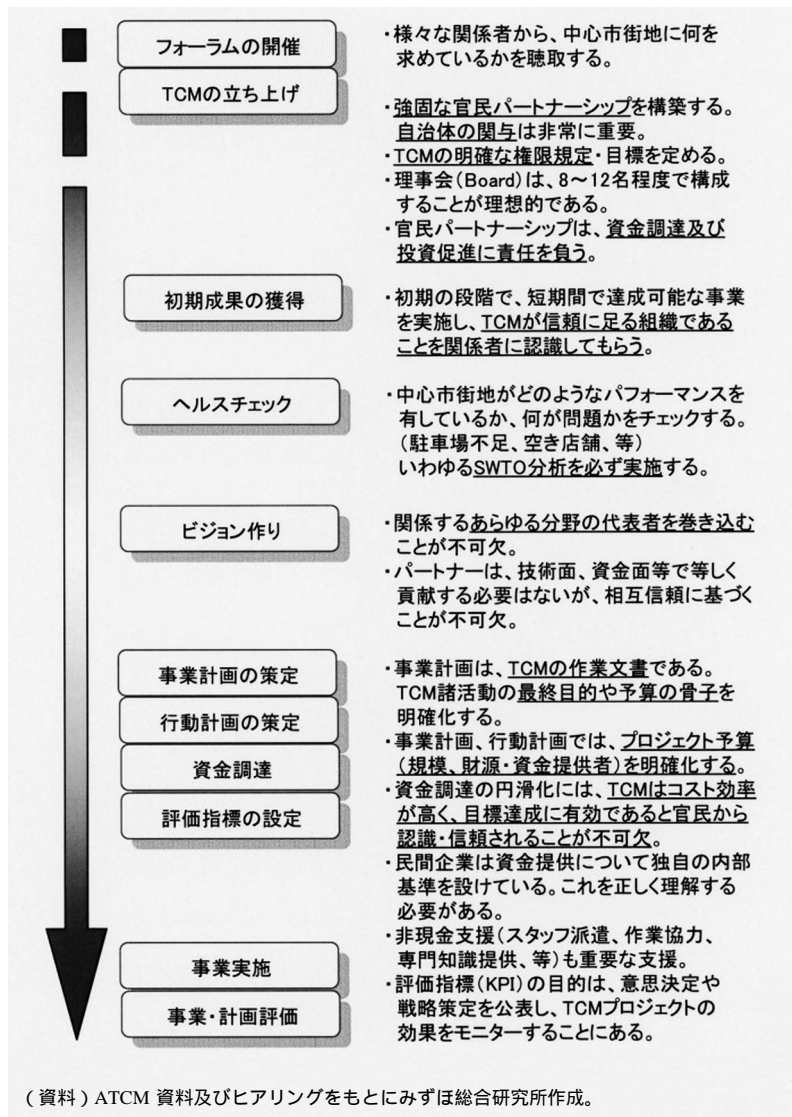 フォーラムの開催
・様々な関係者から、中心市街地に何を
求めているかを聴取する。
TCMの立ち上げ
・強固な官民パートナーシップを構築する。
自治体の関与は非常に重要。
・TCMの明確な権限規定・目標を定める。
・理事会(Board)は、8～12名程度で構成
することが理想的である。
・官民パートナーシップは、資金調達及び
投資促進に責任を負う。
初期成果の獲得
・初期の段階で、短期間で達成可能な事業
を実施し、TCMが信頼に足る組織である
ことを関係者に認識してもらう。
ヘルスチェック
・中心市街地がどのようなパフォーマンスを
有しているか、何が問題かをチェックする。
(駐車場不足、空き店舗、等)
いわゆるSWTO分析を必ず実施する。
ビジョン作り
・関係するあらゆる分野の代表者を巻き込む
ことが不可欠。
・パートナーは、技術面、資金面等で等しく
貢献する必要はないが、相互信頼に基づく
ことが不可欠。
事業計画の策定
行動計画の策定
資金調達
評価指標の設定
・事業計画は、TCMの作業文書である。
TCM諸活動の最終目的や予算の骨子を
明確化する。
・事業計画、行動計画では、プロジェクト予算
(規模、財源・資金提供者)を明確化する。
・資金調達の円滑化には、TCMはコスト効率
が高く、目標達成に有効であると官民から
認識・信頼されることが不可欠。
・民間企業は資金提供について独自の内部
基準を設けている。これを正しく理解する
必要がある。
・非現金支援(スタッフ派遣、作業協力、
専門知識提供、等)も重要な支援。
事業実施
事業・計画評価
・評価指標(KPI)の目的は、意思決定や
戦略策定を公表し、TCMプロジェクトの
効果をモニターすることにある。
(資料)ATCM 資料及びヒアリングをもとにみずほ総合研究所作成。